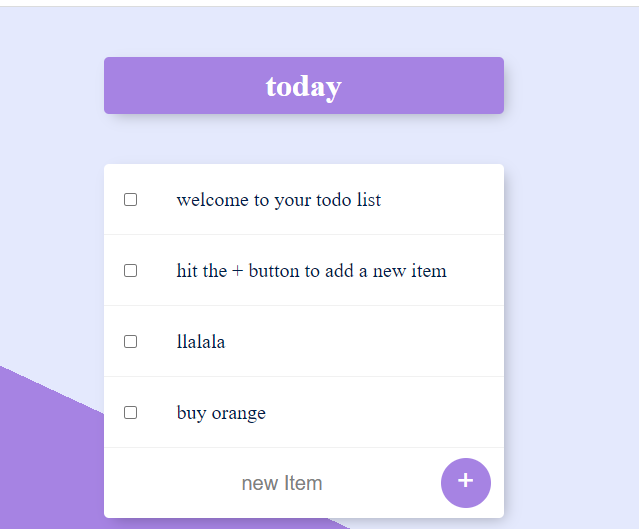 today
welcome to your todo list
hit the + button to add a new item
llalala
buy orange
new Item +